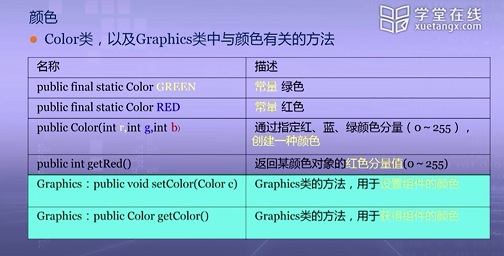 颜色
学堂在线
xuetangx.com
Color类，以及Graphics类中与颜色有关的方法
名称 描述
public final static Color GREEN 常量 绿色
public final static Color RED 常量 红色
public Color(int r,int g,int b) 通过指定红、蓝、绿颜色分量（0~255），
创建一种颜色
public int getRed() 返回某颜色对象的红色分量值(0~255)
Graphics：public void setColor(Color c) Graphics类的方法，用于设置组件的颜色
Graphics：public Color getColor() Graphics类的方法，用于获得组件的颜色